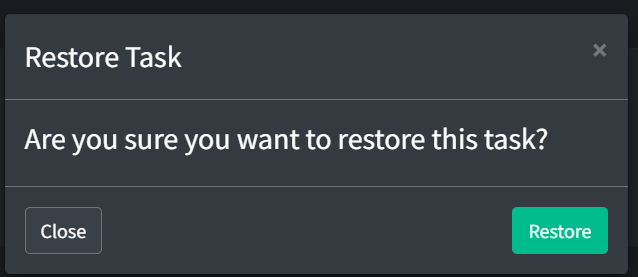 Restore Task
×
Are you sure you want to restore this task?
Close
Restore